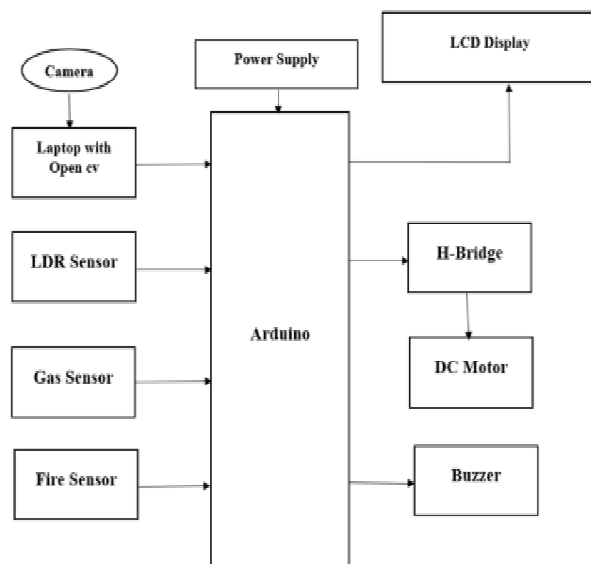 LCD Display
Power Supply
Camera
Laptop with
Open cv
LDR Sensor
H-Bridge
Arduino
Gas Sensor
DC Motor
Fire Sensor
Buzzer